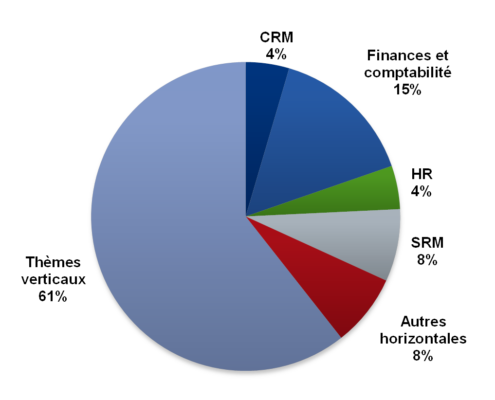 CRM
4%
Finances et
comptabilité
15%
HR
4%
SRM
8%
Autres
horizontales
8%
Thèmes
verticaux
61%